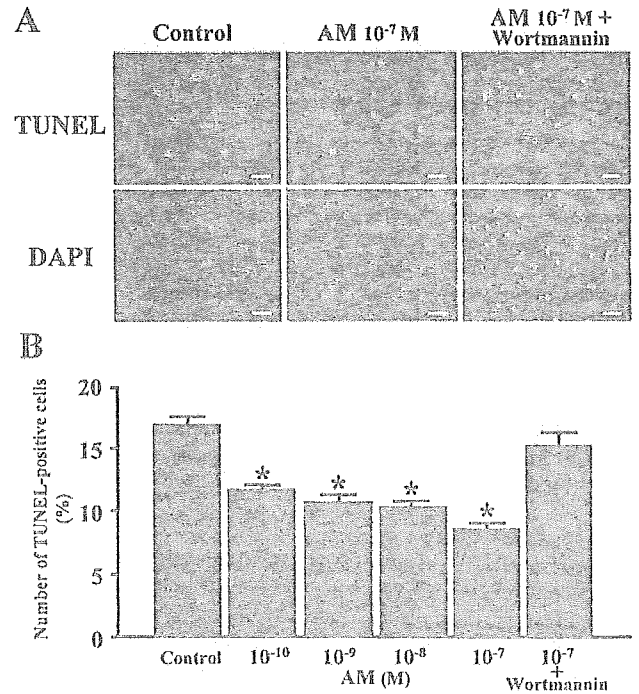 A
Control
AM 10⁻⁷ M
AM 10⁻⁷ M +
Wortmannin
TUNEL
DAPI
B
Number of TUNEL-positive cells
(%)
20
15
10
5
0
*
*
*
*
Control
10⁻¹⁰
10⁻⁹
10⁻⁸
10⁻⁷
10⁻⁷
+
Wortmannin
AM (M)